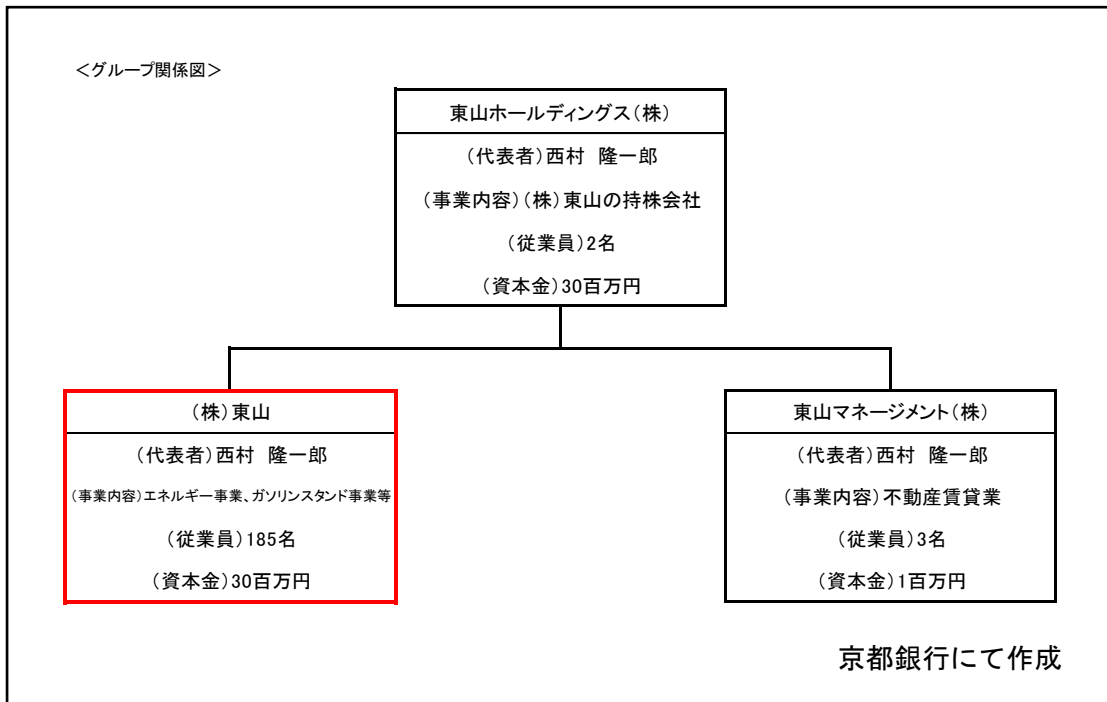 <グループ関係図>
東山ホールディングス(株)
(代表者)西村 隆一郎
(事業内容)(株)東山の持株会社
(従業員)2名
(資本金)30百万円
(株)東山
(代表者)西村 隆一郎
(事業内容)エネルギー事業、ガソリンスタンド事業等
(従業員)185名
(資本金)30百万円
東山マネージメント(株)
(代表者)西村 隆一郎
(事業内容)不動産賃貸業
(従業員)3名
(資本金)1百万円
京都銀行にて作成